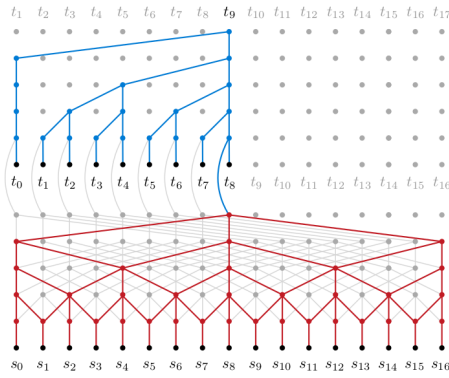 t₁ t₂ t₃ t₄ t₅ t₆ t₇ t₈ t₉ t₁₀ t₁₁ t₁₂ t₁₃ t₁₄ t₁₅ t₁₆ t₁₇
t₀ t₁ t₂ t₃ t₄ t₅ t₆ t₇ t₈ t₉ t₁₀ t₁₁ t₁₂ t₁₃ t₁₄ t₁₅ t₁₆
s₀ s₁ s₂ s₃ s₄ s₅ s₆ s₇ s₈ s₉ s₁₀ s₁₁ s₁₂ s₁₃ s₁₄ s₁₅ s₁₆